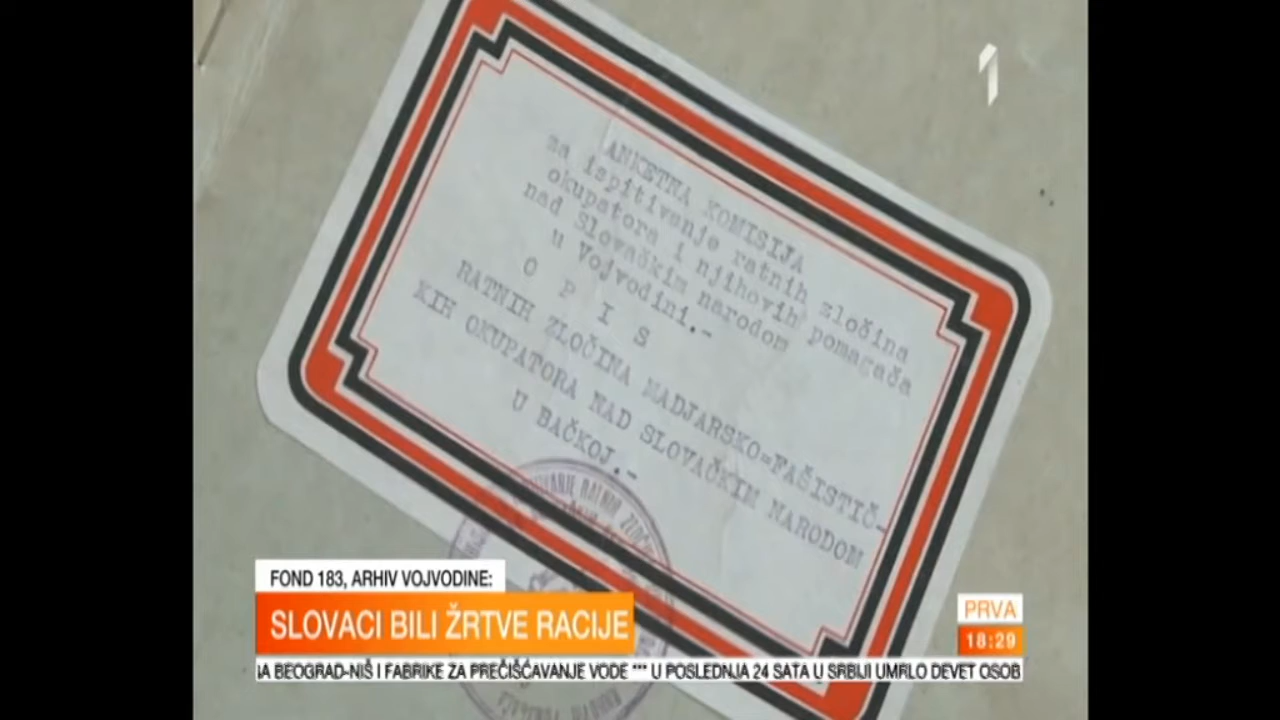 1
ANKETNA KOMISIJA
za ispitivanje ratnih zločina
okupatora i njihovih pomagača
nad Slovačkim narodom
u Vojvodini.-
O P I S
RATNIH ZLOČINA MADJARSKO=FAŠISTIČ-
KIH OKUPATORA NAD SLOVAČKIM NARODOM
U BAČKOJ.-
RATNIH
FOND 183, ARHIV VOJVODINE:
SLOVACI BILI ŽRTVE RACIJE
PRVA
18:29
BEOGRAD-NIŠ I FABRIKE ZA PREČIŠĆAVANJE VODE *** U POSLEDNJA 24 SATA U SRBIJI UMRLO DEVET OSOB